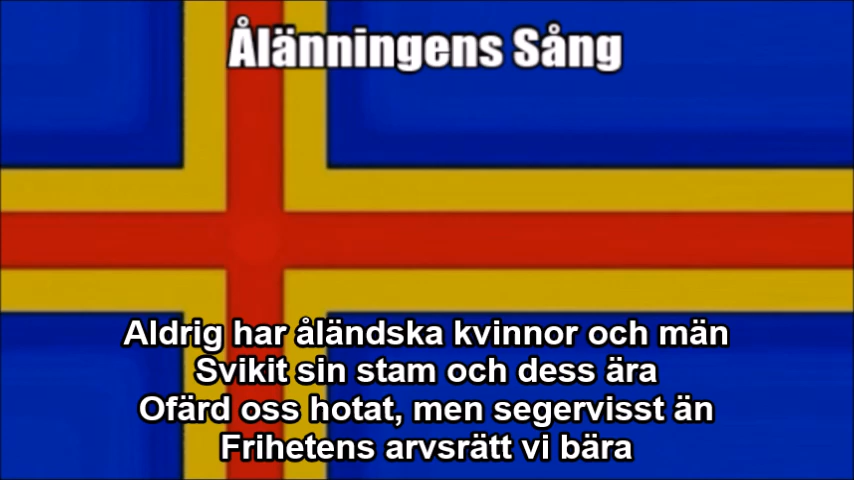 Ålänningens Sång
Aldrig har åländska kvinnor och män
Svikit sin stam och dess ära
Ofärd oss hotat, men segervisst än
Frihetens arvsrätt vi bära